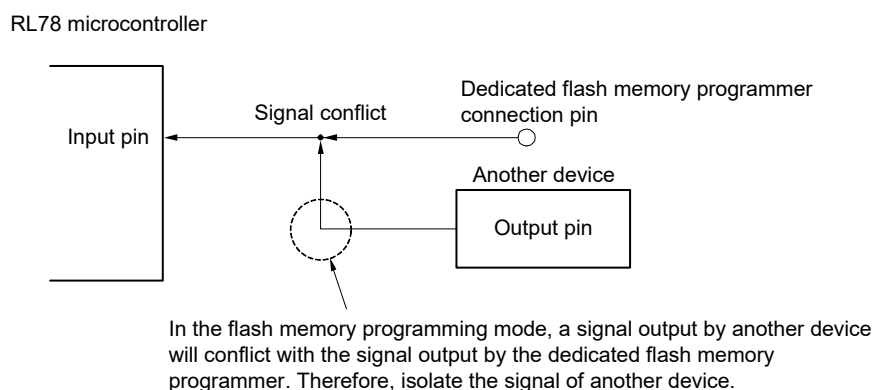 RL78 microcontroller
Dedicated flash memory programmer
connection pin
Signal conflict
Input pin
Another device
Output pin
In the flash memory programming mode, a signal output by another device
will conflict with the signal output by the dedicated flash memory
programmer. Therefore, isolate the signal of another device.